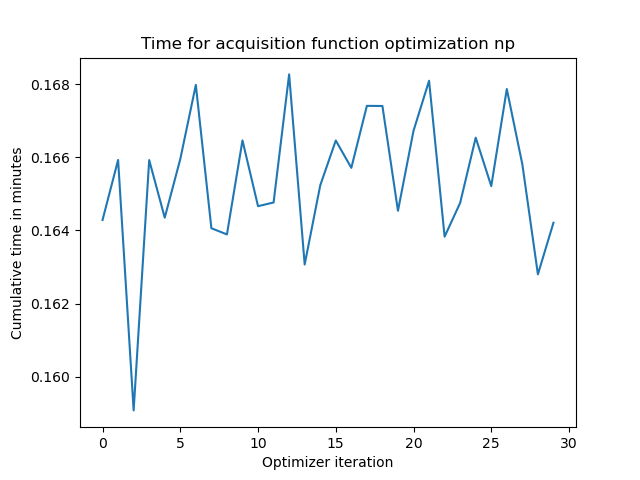 Time for acquisition function optimization np
Cumulative time in minutes
0.168
0.166
0.164
0.162
0.160
0 5 10 15 20 25 30
Optimizer iteration